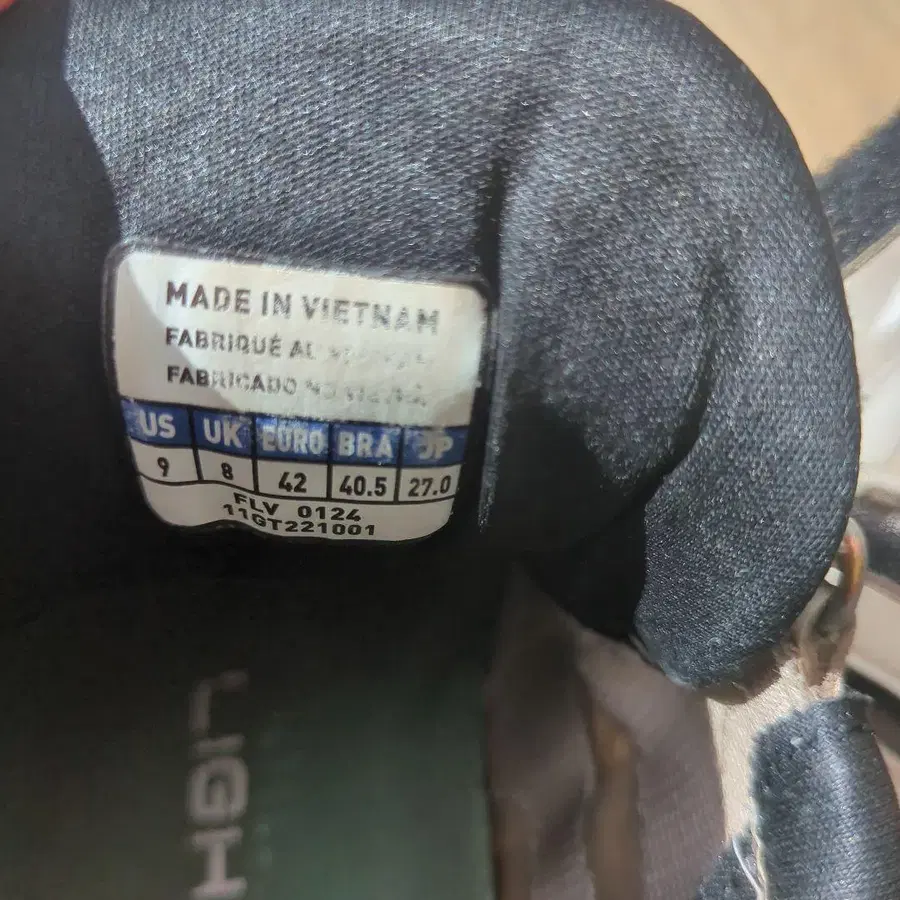 MADE IN VIETNAM
FABRIQUÉ AU
FABRICADO NO
US UK EURO BRA JP
9 8 42 40.5 27.0
FLV 0124
11GT221001
LIGH